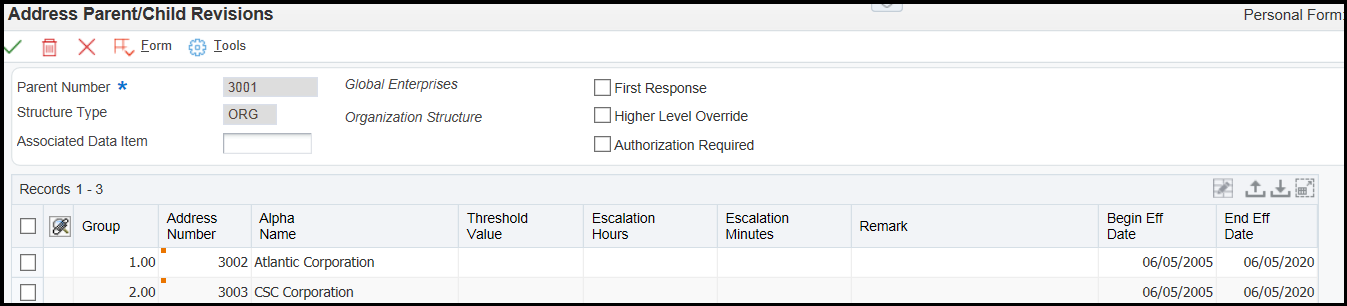 Address Parent/Child Revisions
Personal Form:
Form Tools
Parent Number * 3001 Global Enterprises First Response
Structure Type ORG Organization Structure Higher Level Override
Associated Data Item Authorization Required
Records 1 - 3
Group Address Number Alpha Name Threshold Value Escalation Hours Escalation Minutes Remark Begin Eff Date End Eff Date
1.00 3002 Atlantic Corporation 06/05/2005 06/05/2020
2.00 3003 CSC Corporation 06/05/2005 06/05/2020